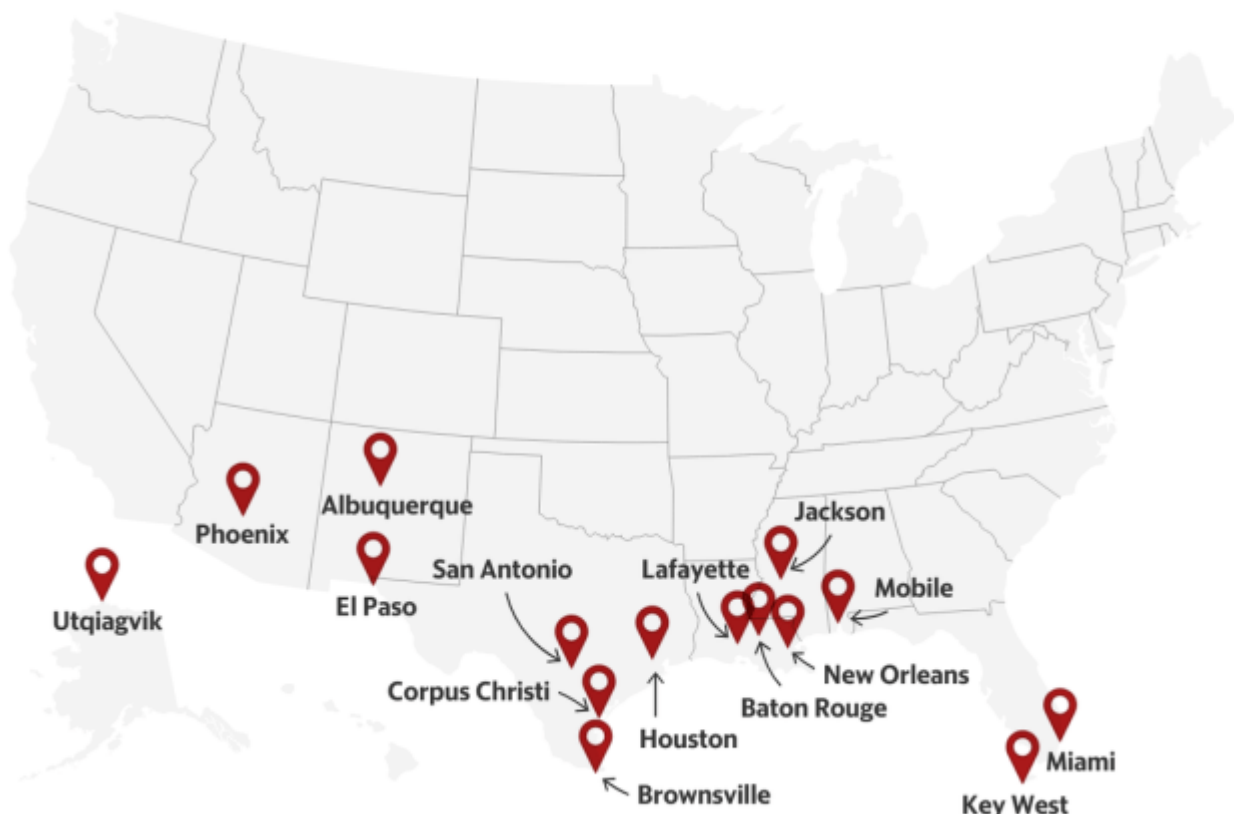 Albuquerque
Jackson
Phoenix
San Antonio
Lafayette
Mobile
El Paso
Utqiagvik
New Orleans
Corpus Christi
Baton Rouge
Houston
Miami
Brownsville
Key West